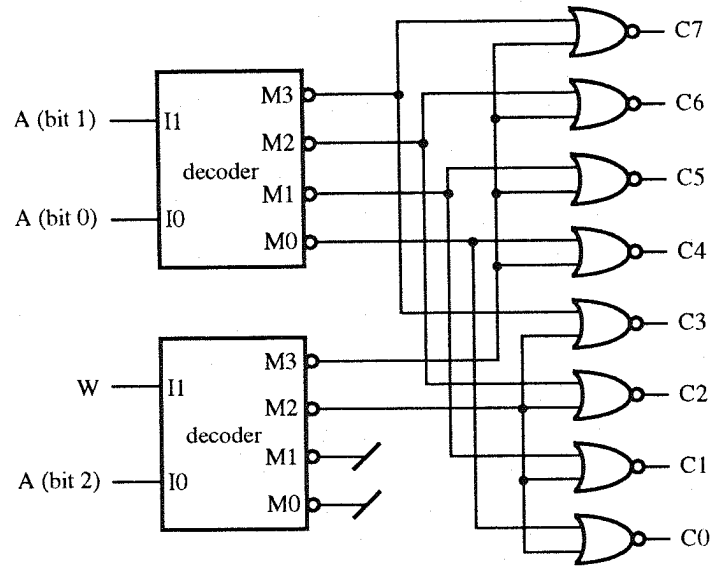 C7
M3
A (bit 1)
I1
C6
M2
decoder
C5
M1
A (bit 0)
I0
M0
C4
C3
M3
W
I1
C2
M2
decoder
M1
C1
A (bit 2)
I0
M0
C0